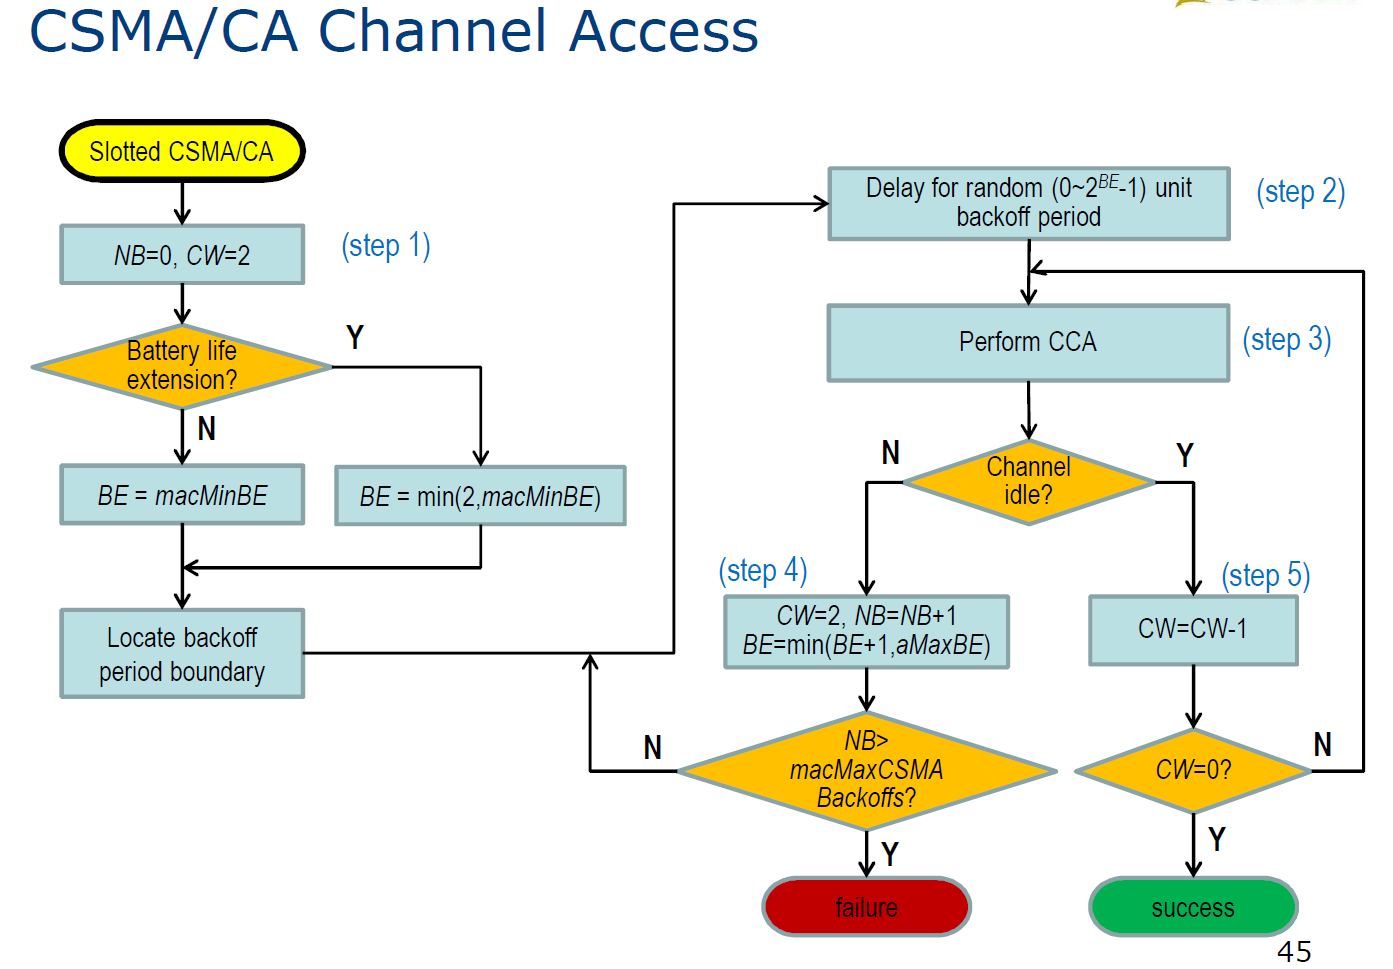 CSMA/CA Channel Access
Slotted CSMA/CA
NB=0, CW=2
(step 1)
Battery life
extension?
Y
N
BE = macMinBE
BE = min(2,macMinBE)
Locate backoff
period boundary
Delay for random (0~2^BE-1) unit
backoff period
(step 2)
Perform CCA
(step 3)
Channel
idle?
N
Y
(step 4)
CW=2, NB=NB+1
BE=min(BE+1,aMaxBE)
(step 5)
CW=CW-1
NB>
macMaxCSMA
Backoffs?
N
Y
failure
CW=0?
N
Y
success
45